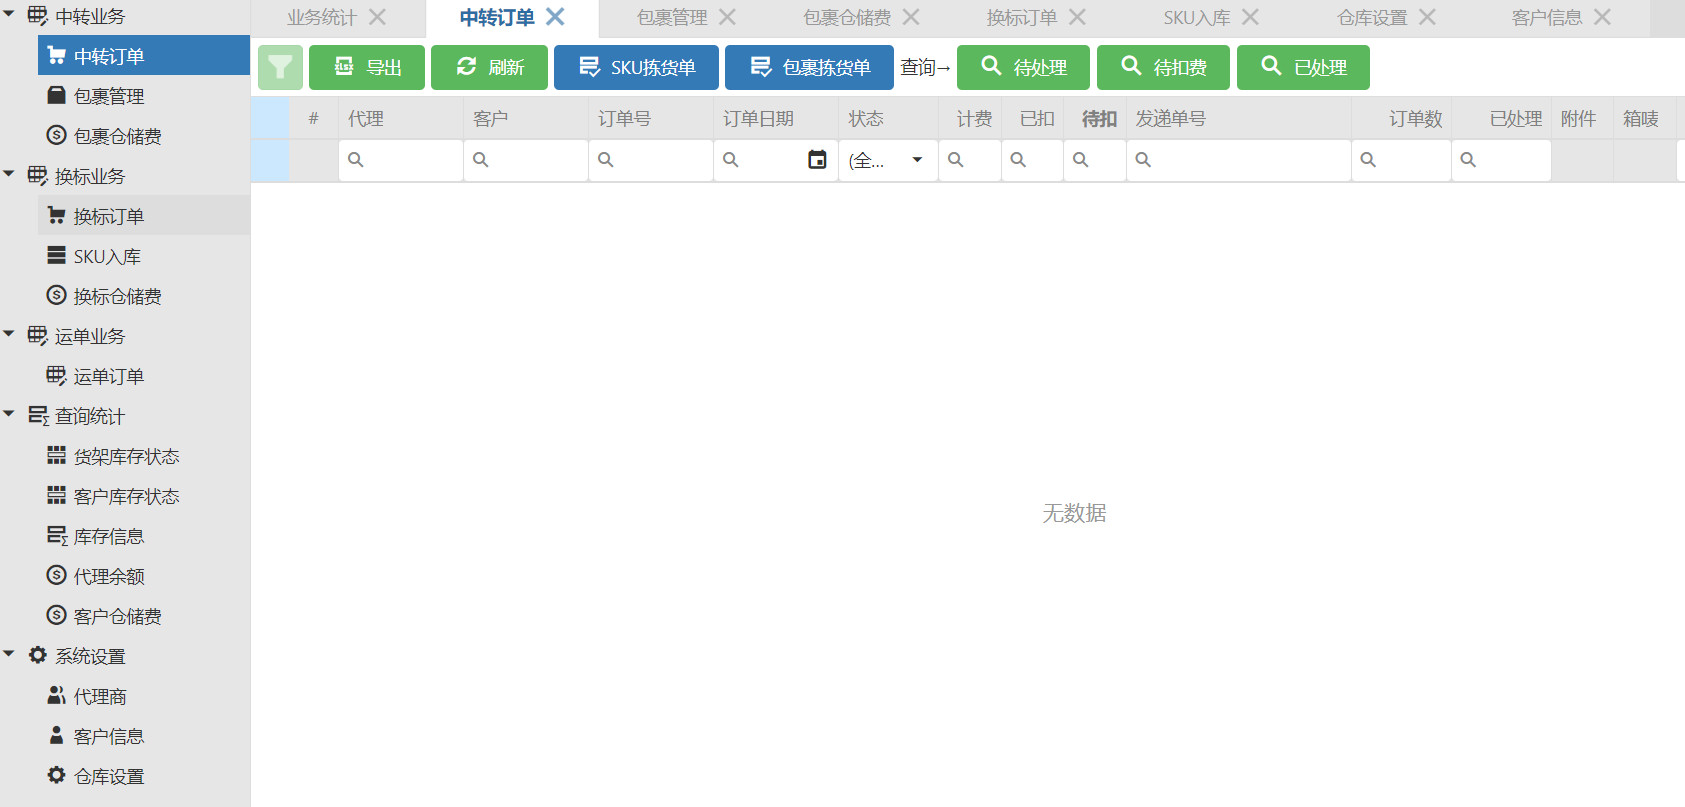 中转业务
中转订单
包裹管理
包裹仓储费
换标业务
换标订单
SKU入库
换标仓储费
运单业务
运单订单
查询统计
货架库存状态
客户库存状态
库存信息
代理余额
客户仓储费
系统设置
代理商
客户信息
仓库设置
业务统计 中转订单 包裹管理 包裹仓储费 换标订单 SKU入库 仓库设置 客户信息
XLSX 导出 刷新 SKU拣货单 包裹拣货单 查询→ 待处理 待扣费 已处理
# 代理 客户 订单号 订单日期 状态 计费 已扣 待扣 发递单号 订单数 已处理 附件 箱唛
(全...
无数据